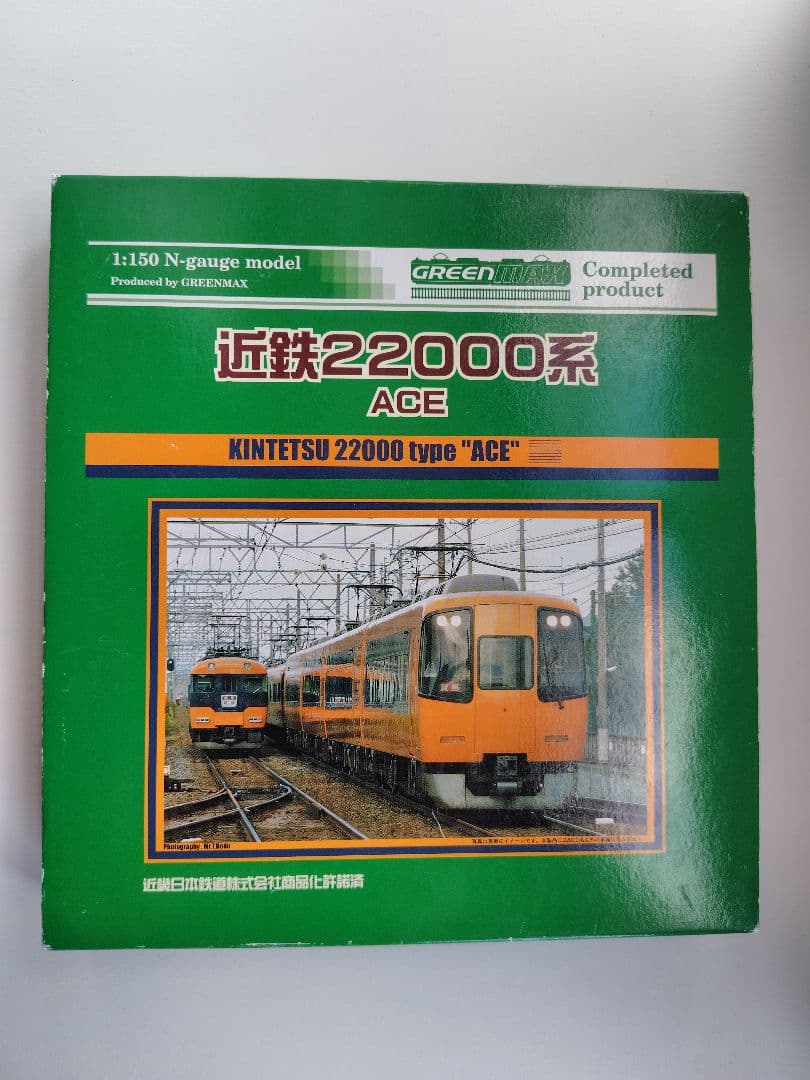 1:150 N-gauge model
Produced by GREENMAX
GREENMAX
Completed
product
近鉄22000系
ACE
KINTETSU 22000 type "ACE"
近畿日本鉄道株式会社商品化許諾済